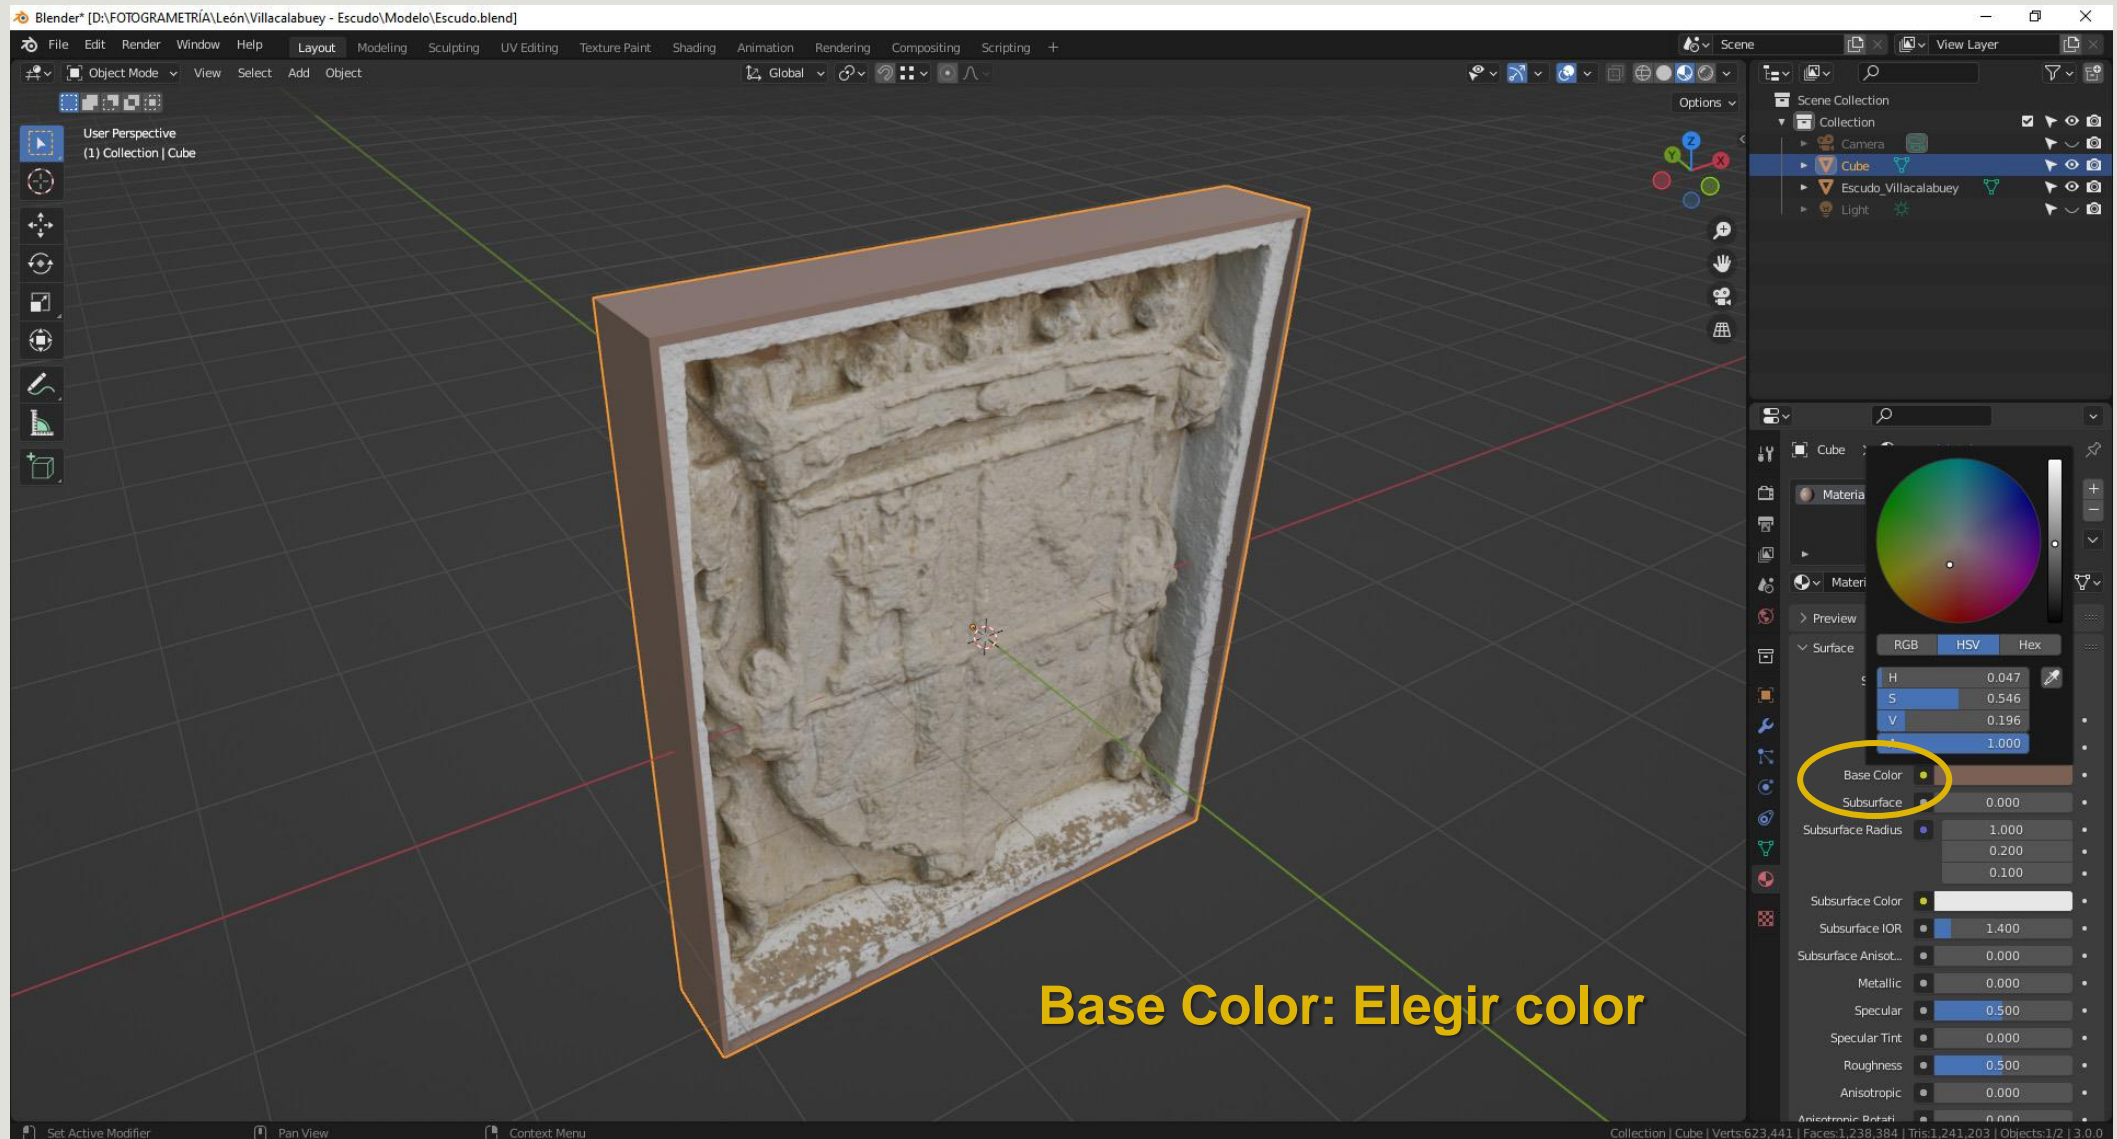 Blender* [D:\FOTOGRAMETRÍA\León\Villacalabuey - Escudo\Modelo\Escudo.blend]
File Edit Render Window Help Layout Modeling Sculpting UV Editing Texture Paint Shading Animation Rendering Compositing Scripting + Scene View Layer
Object Mode View Select Add Object Global
Options
User Perspective
(1) Collection | Cube
Z
Y
X
Scene Collection
Collection
Camera
Cube
Escudo_Villacalabuey
Light
Cube
Materia
Materi
Preview
Surface
RGB HSV Hex
H 0.047
S 0.546
V 0.196
1.000
Base Color
Subsurface 0.000
Subsurface Radius 1.000
0.200
0.100
Subsurface Color
Subsurface IOR 1.400
Subsurface Anisot... 0.000
Metallic 0.000
Specular 0.500
Specular Tint 0.000
Roughness 0.500
Anisotropic 0.000
Anisotropic Rotati... 0.000
Base Color: Elegir color
Set Active Modifier Pan View Context Menu
Collection | Cube | Verts:623,441 | Faces:1,238,384 | Tris:1,241,203 | Objects:1/2 | 3.0.0